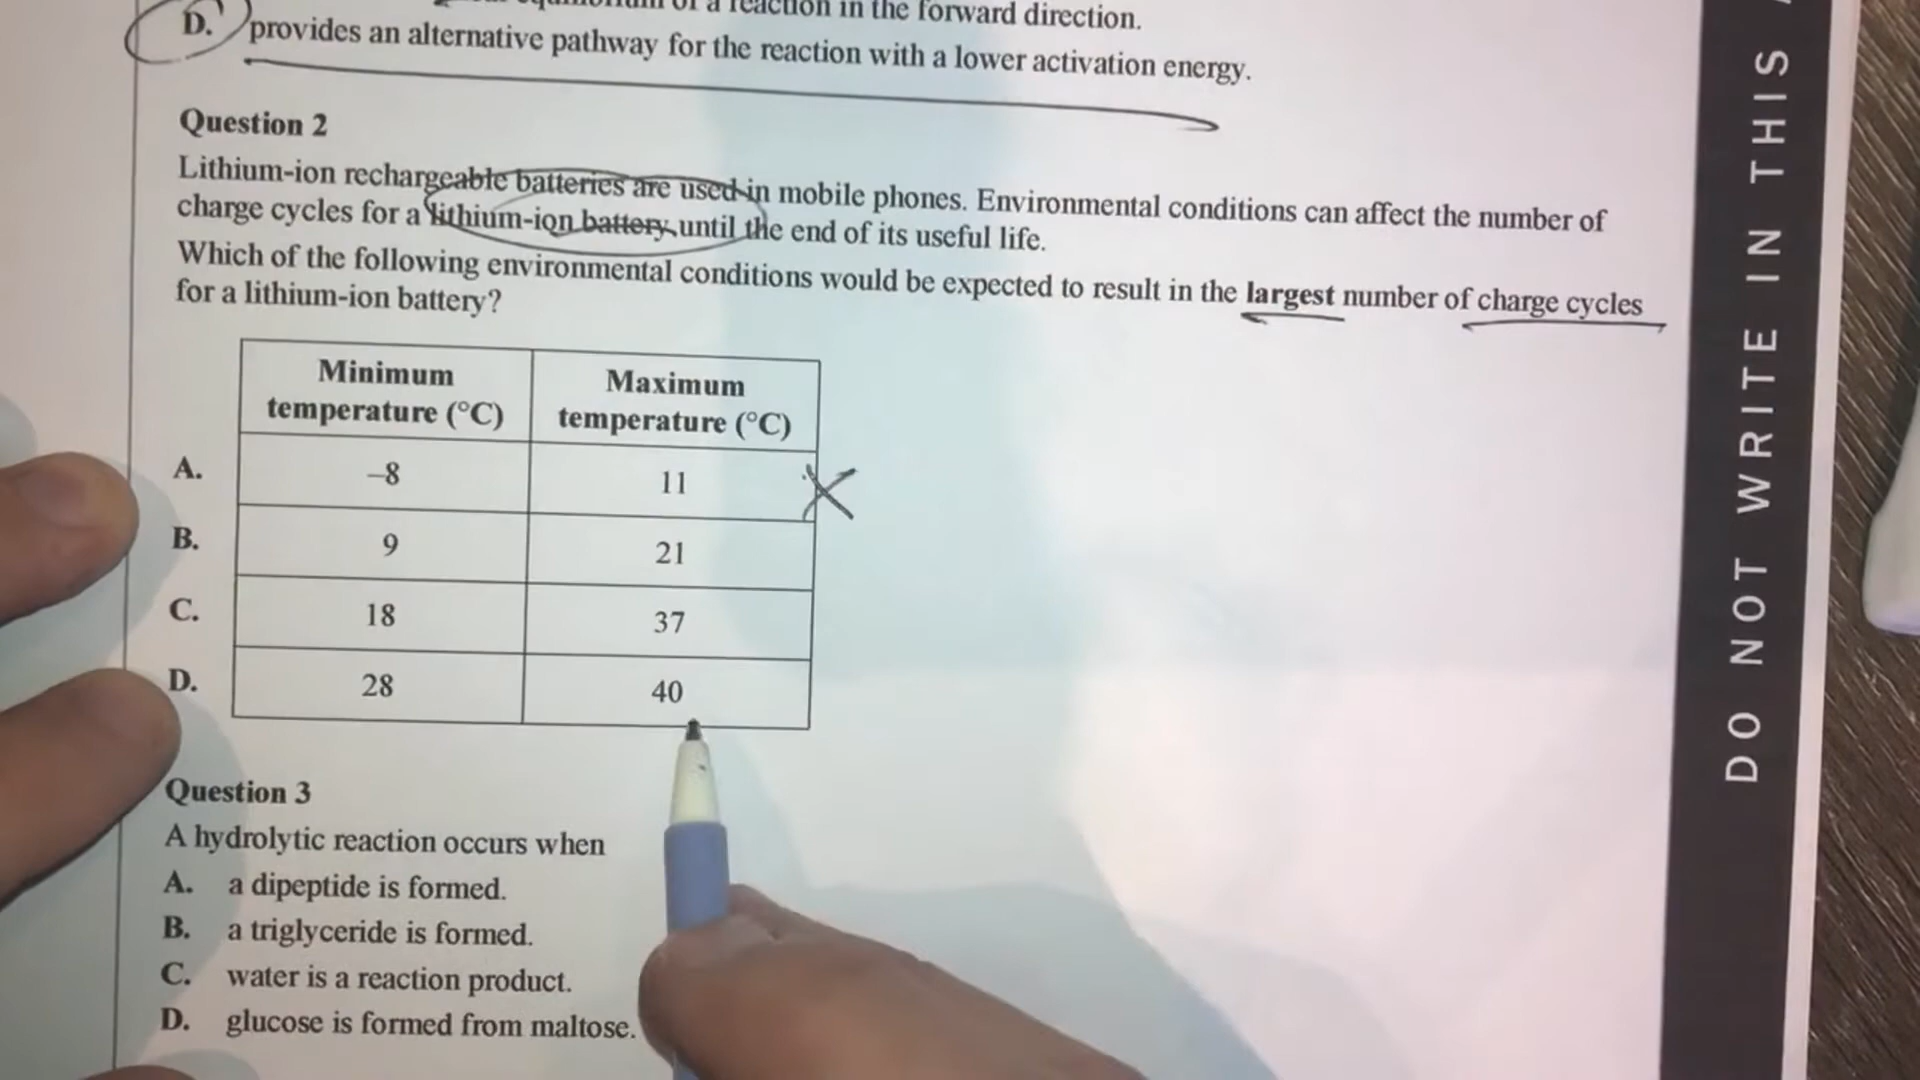 of a reaction in the forward direction.
D. provides an alternative pathway for the reaction with a lower activation energy.
Question 2
Lithium-ion rechargeable batteries are used in mobile phones. Environmental conditions can affect the number of
charge cycles for a lithium-ion battery until the end of its useful life.
Which of the following environmental conditions would be expected to result in the largest number of charge cycles
for a lithium-ion battery?
Minimum temperature (°C) Maximum temperature (°C)
A. –8 11
B. 9 21
C. 18 37
D. 28 40
Question 3
A hydrolytic reaction occurs when
A. a dipeptide is formed.
B. a triglyceride is formed.
C. water is a reaction product.
D. glucose is formed from maltose.
DO NOT WRITE IN THIS